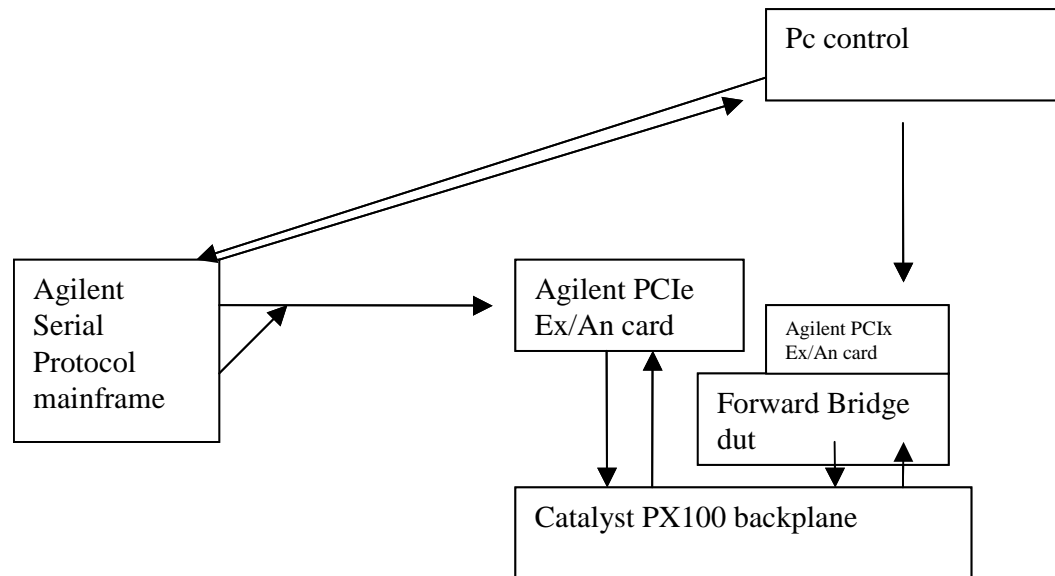 Pc control
Agilent
Serial
Protocol
mainframe
Agilent PCIe
Ex/An card
Agilent PCIx
Ex/An card
Forward Bridge
dut
Catalyst PX100 backplane